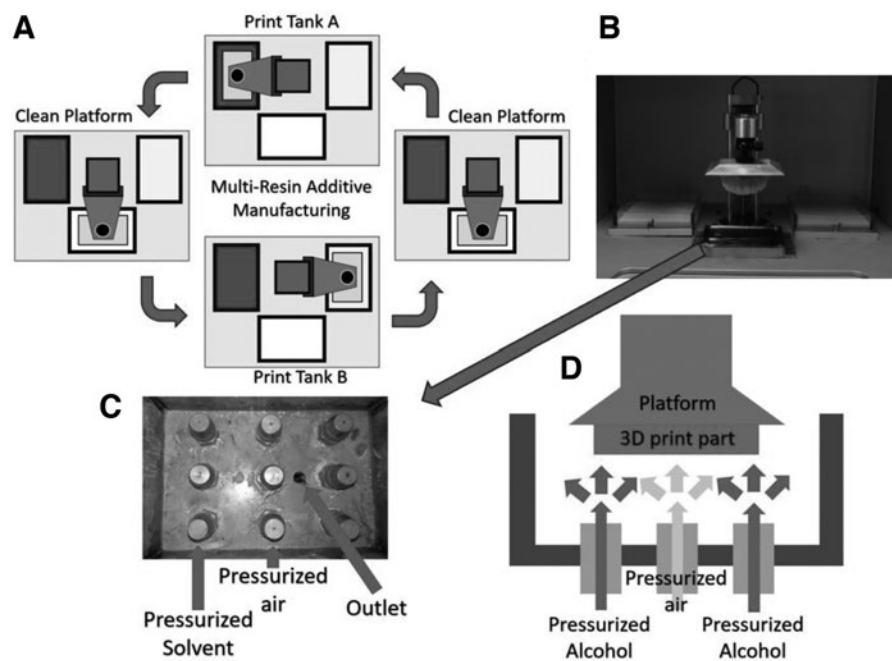 A
Print Tank A
Clean Platform
Clean Platform
Multi-Resin Additive
Manufacturing
Print Tank B
B
C
Pressurized
Solvent
Pressurized
air
Outlet
D
Platform
3D print part
Pressurized
air
Pressurized
Alcohol
Pressurized
Alcohol